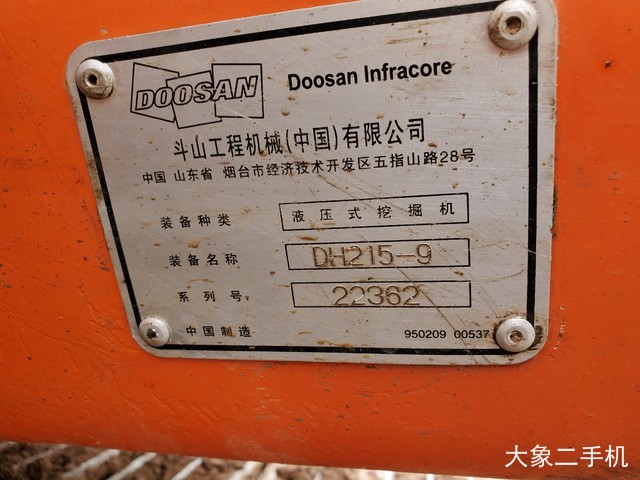 DOOSAN
Doosan Infracore
斗山工程机械(中国)有限公司
中国 山东省 烟台市经济技术开发区五指山路28号
装备种类 液压式挖掘机
装备名称 DH215-9
系列号 22362
中国制造 950209 00537
大象二手机